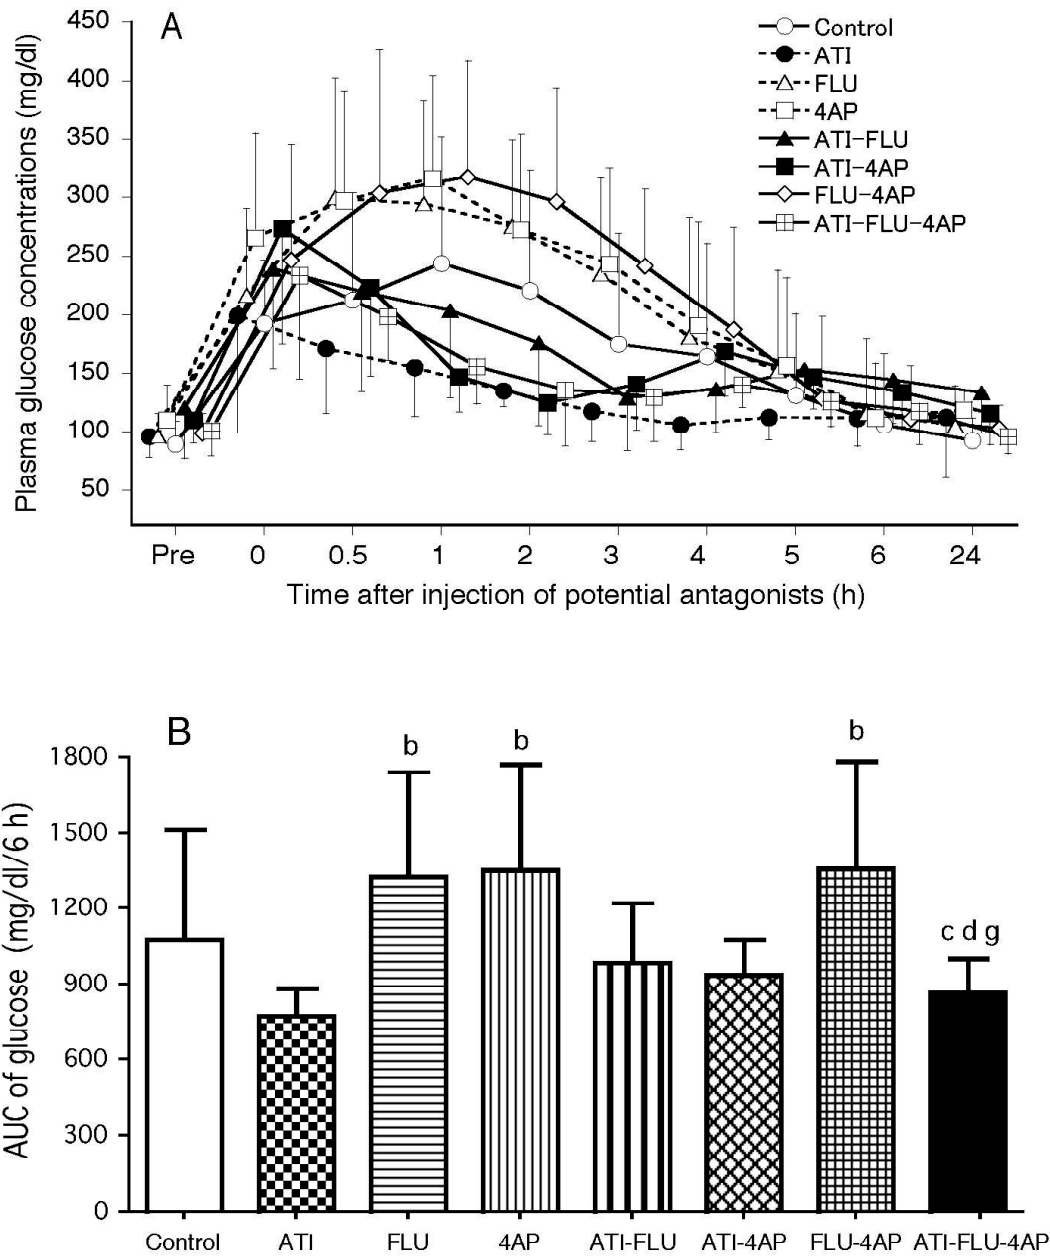 A
Plasma glucose concentrations (mg/dl)
450
400
350
300
250
200
150
100
50
Control
ATI
FLU
4AP
ATI-FLU
ATI-4AP
FLU-4AP
ATI-FLU-4AP
Pre 0 0.5 1 2 3 4 5 6 24
Time after injection of potential antagonists (h)
B
AUC of glucose (mg/dl/6 h)
1800
1500
1200
900
600
300
0
b b b
c d g
Control ATI FLU 4AP ATI-FLU ATI-4AP FLU-4AP ATI-FLU-4AP